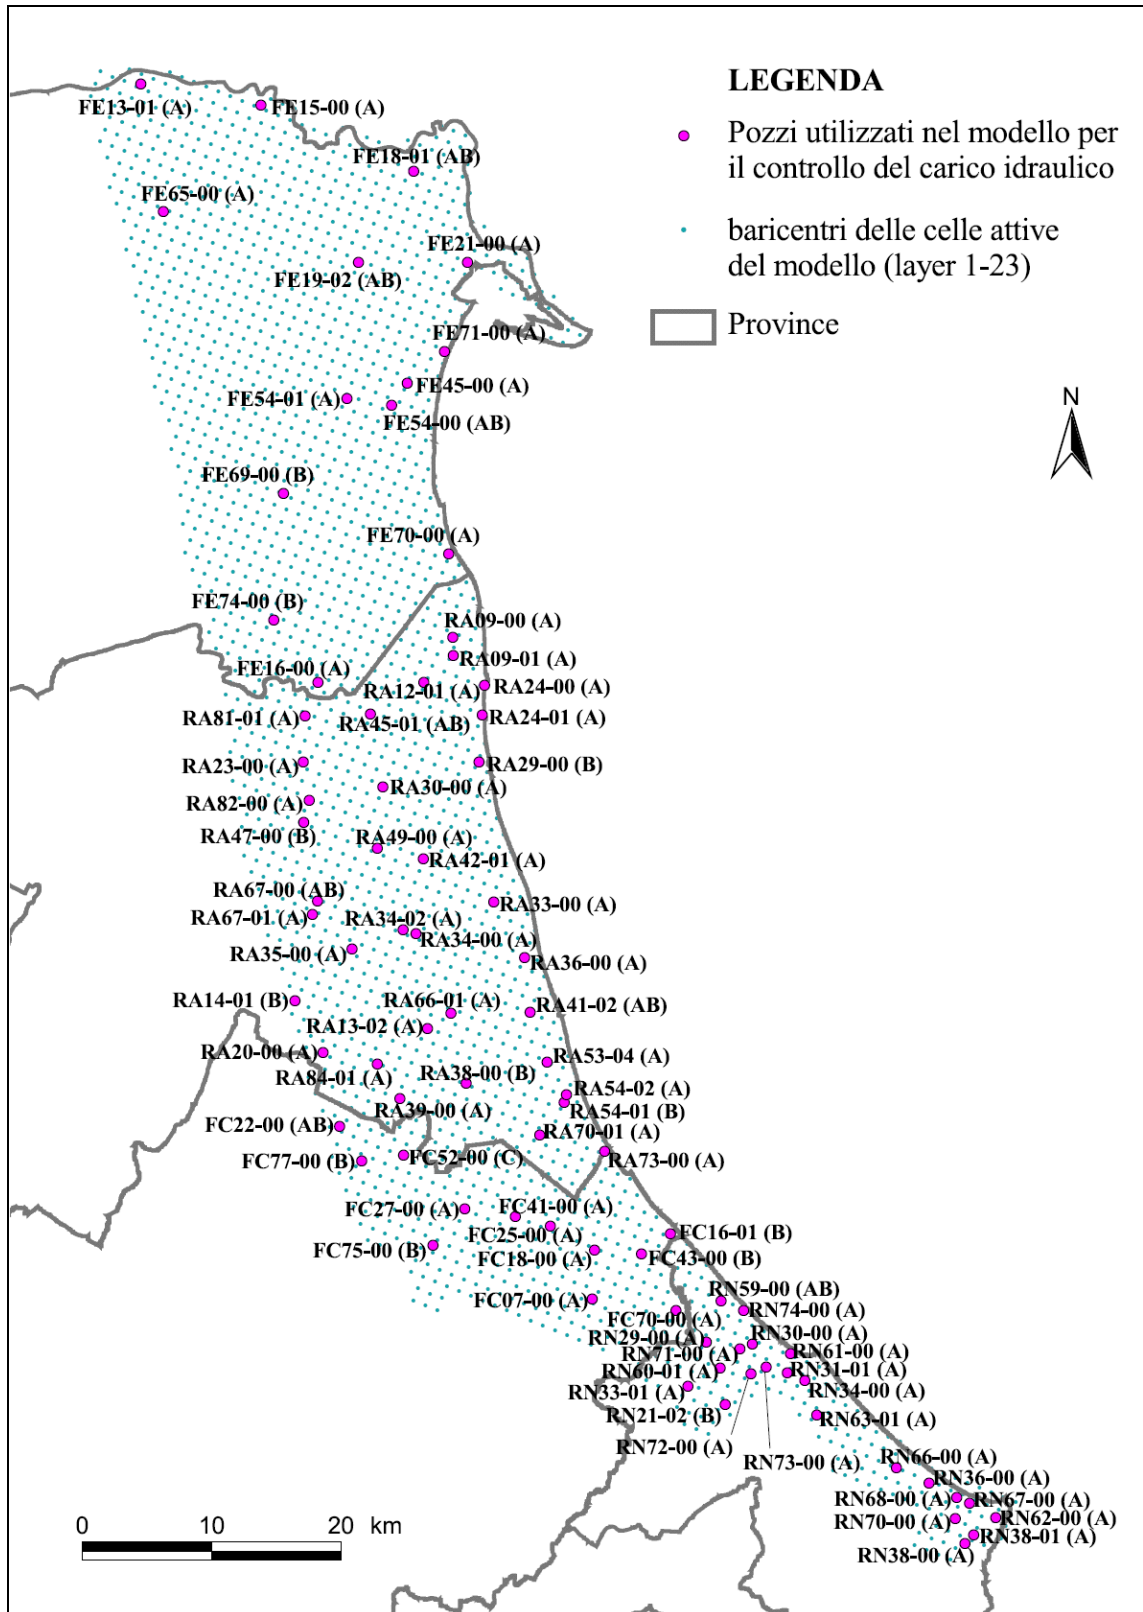 LEGENDA
Pozzi utilizzati nel modello per
il controllo del carico idraulico
baricentri delle celle attive
del modello (layer 1-23)
Province
N
FE13-01 (A)
FE15-00 (A)
FE18-01 (AB)
FE65-00 (A)
FE21-00 (A)
FE19-02 (AB)
FE71-00 (A)
FE45-00 (A)
FE54-01 (A)
FE54-00 (AB)
FE69-00 (B)
FE70-00 (A)
FE74-00 (B)
RA09-00 (A)
RA09-01 (A)
FE16-00 (A)
RA12-01 (A)
RA24-00 (A)
RA81-01 (A)
RA45-01 (AB)
RA24-01 (A)
RA23-00 (A)
RA29-00 (B)
RA30-00 (A)
RA82-00 (A)
RA47-00 (B)
RA49-00 (A)
RA42-01 (A)
RA67-00 (AB)
RA67-01 (A)
RA33-00 (A)
RA34-02 (A)
RA34-00 (A)
RA35-00 (A)
RA36-00 (A)
RA14-01 (B)
RA66-01 (A)
RA41-02 (AB)
RA13-02 (A)
RA20-00 (A)
RA53-04 (A)
RA84-01 (A)
RA38-00 (B)
RA54-02 (A)
RA39-00 (A)
RA54-01 (B)
FC22-00 (AB)
RA70-01 (A)
FC77-00 (B)
FC52-00 (C)
RA73-00 (A)
FC27-00 (A)
FC41-00 (A)
FC25-00 (A)
FC16-01 (B)
FC75-00 (B)
FC18-00 (A)
FC43-00 (B)
RN59-00 (AB)
FC07-00 (A)
FC70-00 (A)
RN74-00 (A)
RN29-00 (A)
RN30-00 (A)
RN71-00 (A)
RN61-00 (A)
RN60-01 (A)
RN31-01 (A)
RN33-01 (A)
RN34-00 (A)
RN21-02 (B)
RN63-01 (A)
RN72-00 (A)
RN73-00 (A)
RN66-00 (A)
RN36-00 (A)
RN68-00 (A)
RN67-00 (A)
RN70-00 (A)
RN62-00 (A)
RN38-01 (A)
RN38-00 (A)
0 10 20 km